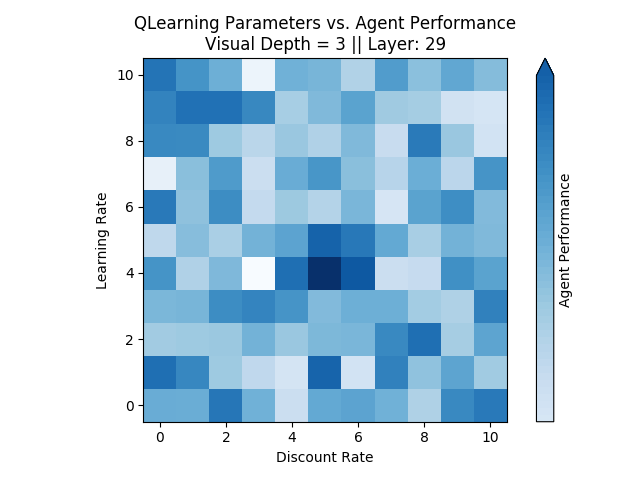 QLearning Parameters vs. Agent Performance
Visual Depth = 3 || Layer: 29
10
8
6
4
2
0
Learning Rate
0 2 4 6 8 10
Discount Rate
Agent Performance